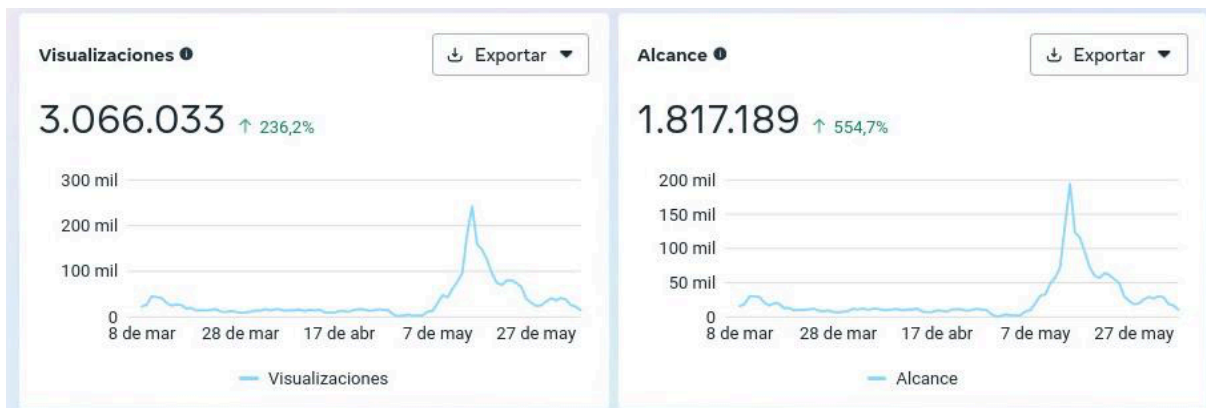 Visualizaciones
Exportar
3.066.033 ↑ 236,2%
300 mil
200 mil
100 mil
0
8 de mar 28 de mar 17 de abr 7 de may 27 de may
Visualizaciones
Alcance
Exportar
1.817.189 ↑ 554,7%
200 mil
150 mil
100 mil
50 mil
0
8 de mar 28 de mar 17 de abr 7 de may 27 de may
Alcance